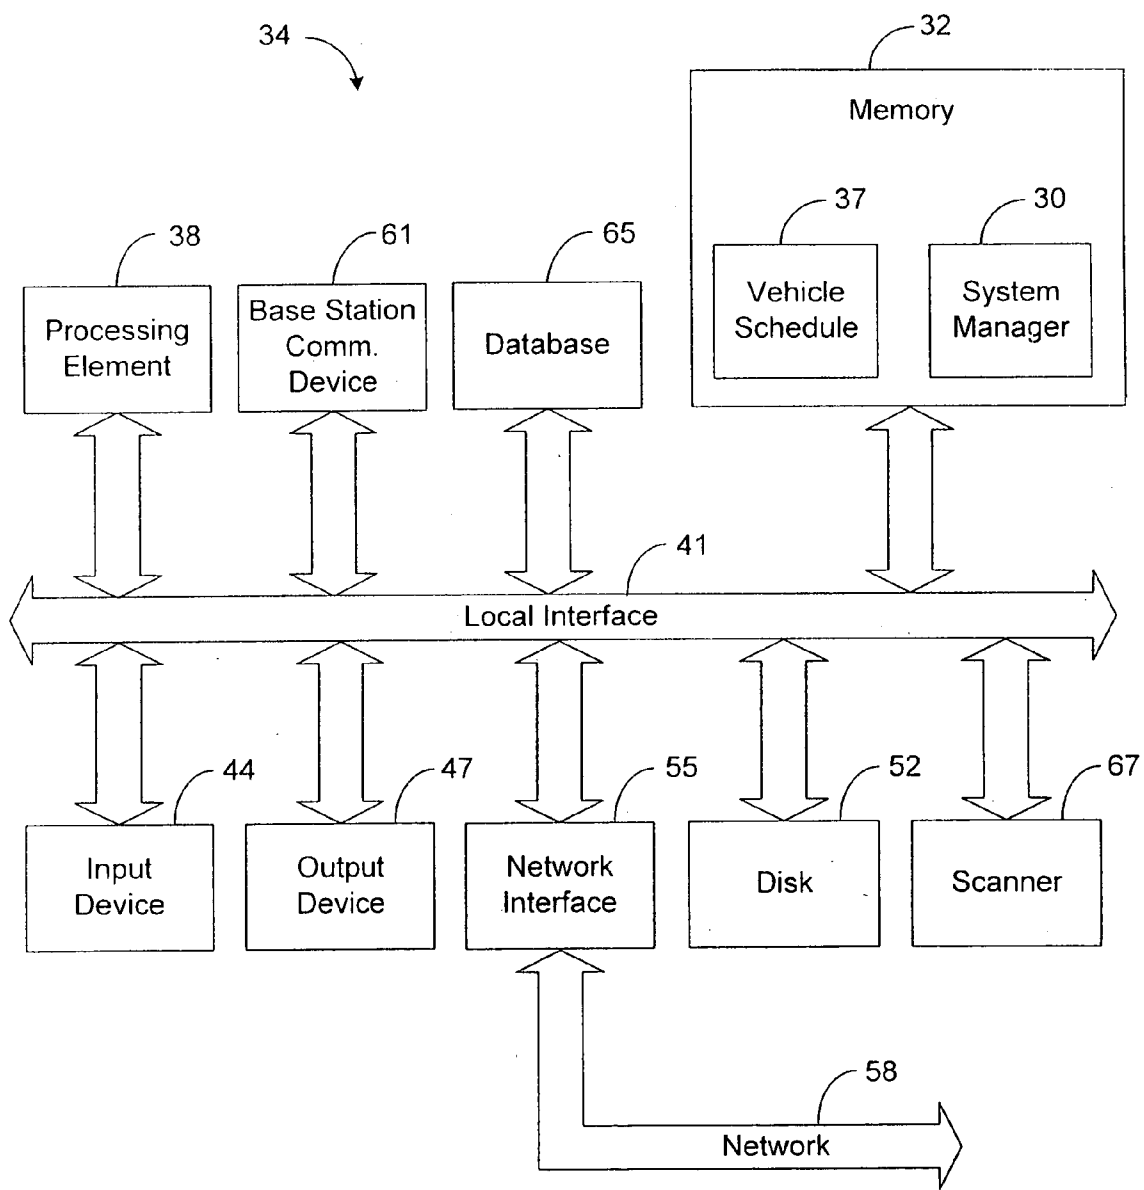 34
32
Memory
37
30
Vehicle
Schedule
System
Manager
38
61
65
Processing
Element
Base Station
Comm.
Device
Database
41
Local Interface
44
47
55
52
67
Input
Device
Output
Device
Network
Interface
Disk
Scanner
58
Network